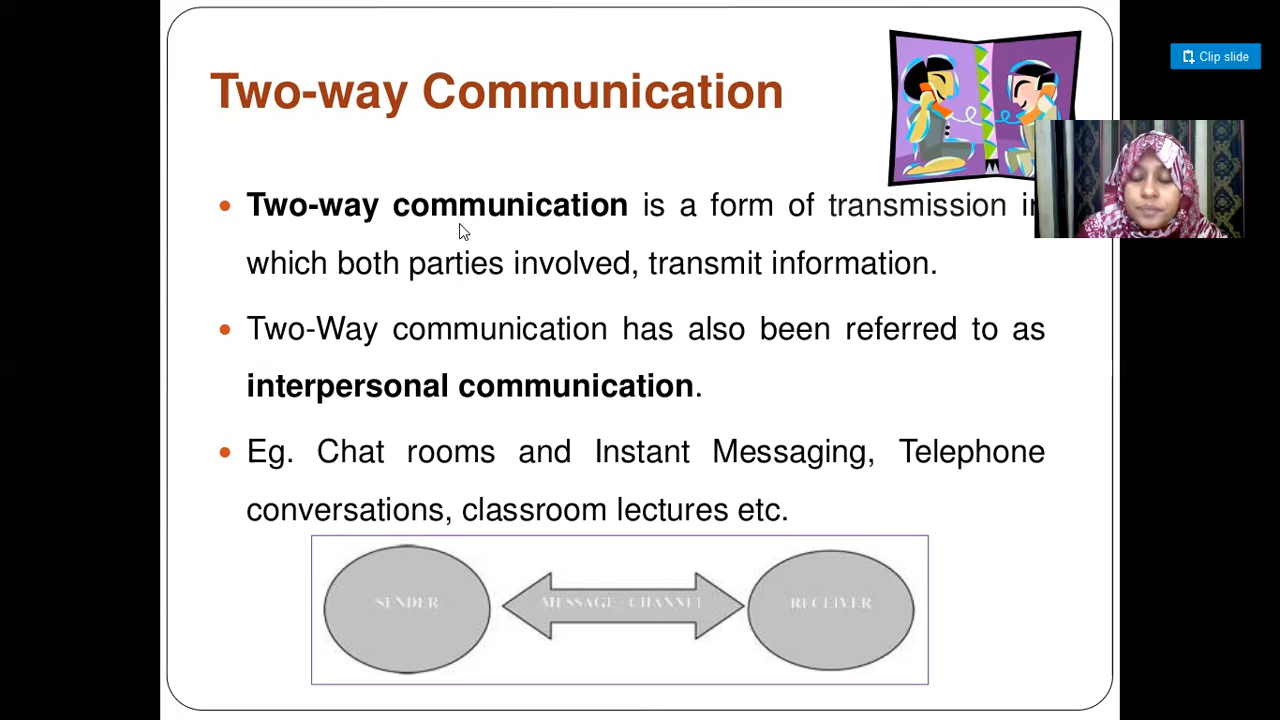 Clip slide
Two-way Communication
Two-way communication is a form of transmission
which both parties involved, transmit information.
Two-Way communication has also been referred to as
interpersonal communication.
Eg. Chat rooms and Instant Messaging, Telephone
conversations, classroom lectures etc.
SENDER
MESSAGE CHANNEL
RECEIVER